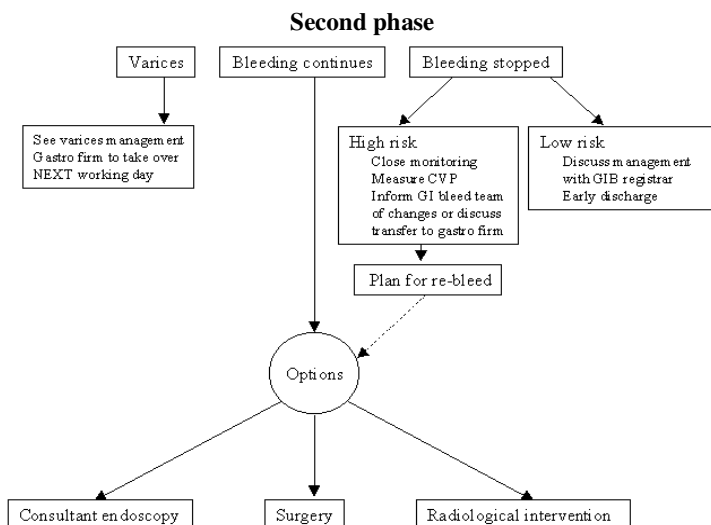 Second phase
Varices
Bleeding continues
Bleeding stopped
See varices management
Gastro firm to take over
NEXT working day
High risk
Close monitoring
Measure CVP
Inform GI bleed team
of changes or discuss
transfer to gastro firm
Low risk
Discuss management
with GIB registrar
Early discharge
Plan for re-bleed
Options
Consultant endoscopy
Surgery
Radiological intervention